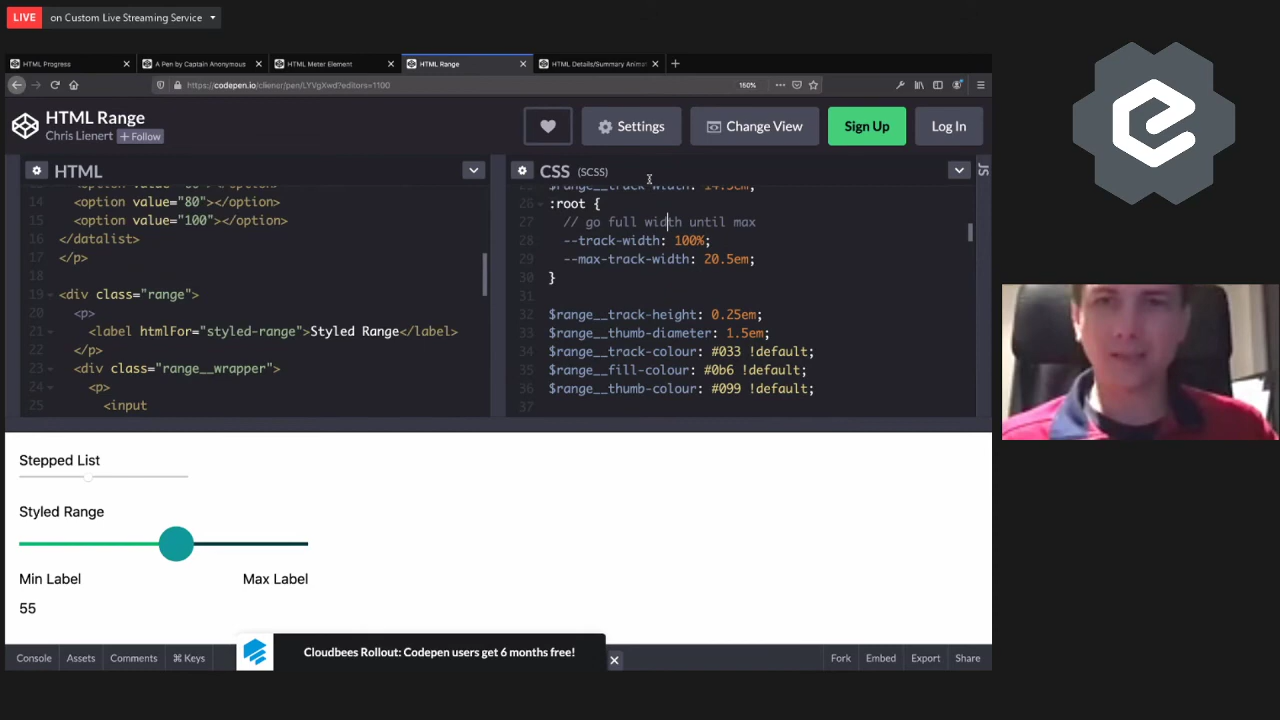 LIVE on Custom Live Streaming Service
HTML Progress
A Pen by Captain Anonymous
HTML Meter Element
HTML Range
HTML Details/Summary Animat
https://codepen.io/cliener/pen/LYVgXwd?editors=1100
150%
HTML Range
Chris Lienert
+ Follow
Settings
Change View
Sign Up
Log In
HTML
14 <option value="80"></option>
15 <option value="100"></option>
16 </datalist>
17 </p>
18
19 <div class="range">
20 <p>
21 <label htmlFor="styled-range">Styled Range</label>
22 </p>
23 <div class="range__wrapper">
24 <p>
25 <input
CSS (SCSS)
JS
$range__track-width: 14.5em;
26 :root {
27 // go full width until max
28 --track-width: 100%;
29 --max-track-width: 20.5em;
30 }
31
32 $range__track-height: 0.25em;
33 $range__thumb-diameter: 1.5em;
34 $range__track-colour: #033 !default;
35 $range__fill-colour: #0b6 !default;
36 $range__thumb-colour: #099 !default;
37
Stepped List
Styled Range
Min Label Max Label
55
Console
Assets
Comments
⌘ Keys
Cloudbees Rollout: Codepen users get 6 months free!
Fork
Embed
Export
Share